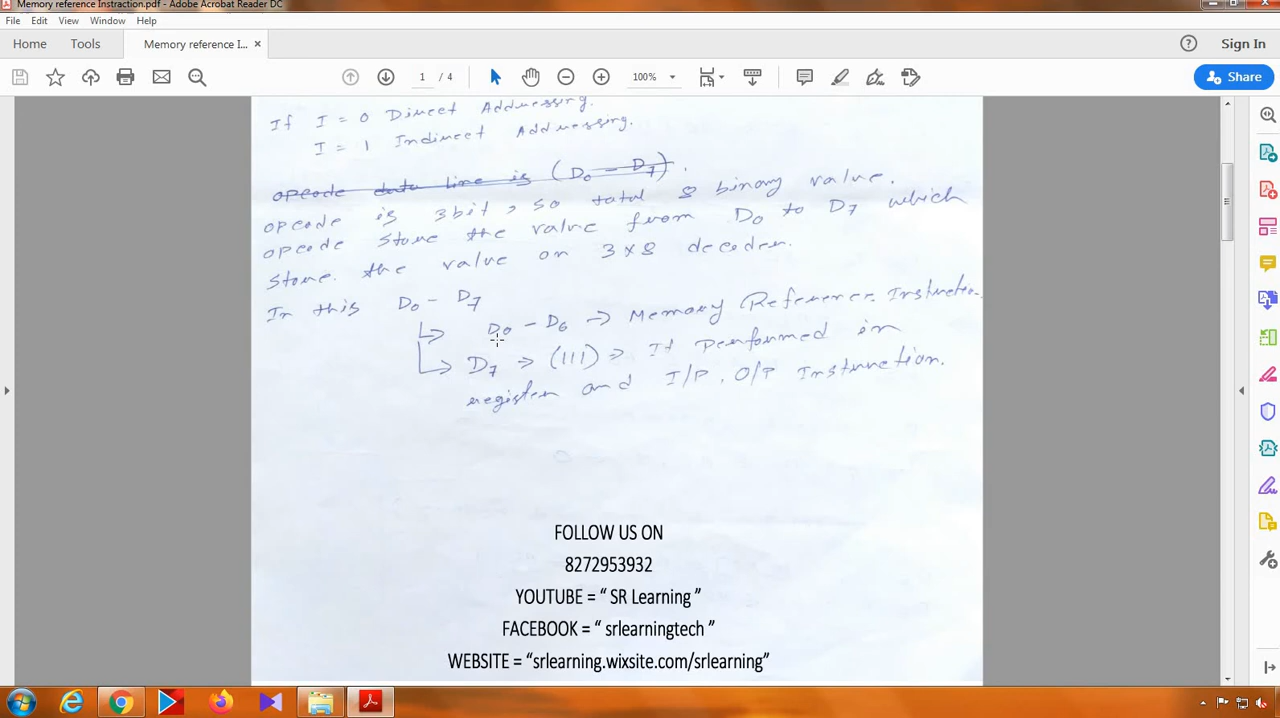 Memory reference Instraction.pdf - Adobe Acrobat Reader DC
File Edit View Window Help
Home Tools Memory reference I... × Sign In
1 / 4 100% Share
If I = 0 Direct Addressing.
I = 1 Indirect Addressing.
opcode data line is (D0 - D7).
opcode is 3bit, so total 8 binary value.
opcode store the value from D0 to D7 which
store the value on 3x8 decoder.
In this D0 - D7
↳ D0 - D6 → Memory Reference Instruction.
↳ D7 → (111) → It Performed in
register and I/P, O/P Instruction.
FOLLOW US ON
8272953932
YOUTUBE = “ SR Learning ”
FACEBOOK = “ srlearningtech ”
WEBSITE = “srlearning.wixsite.com/srlearning”